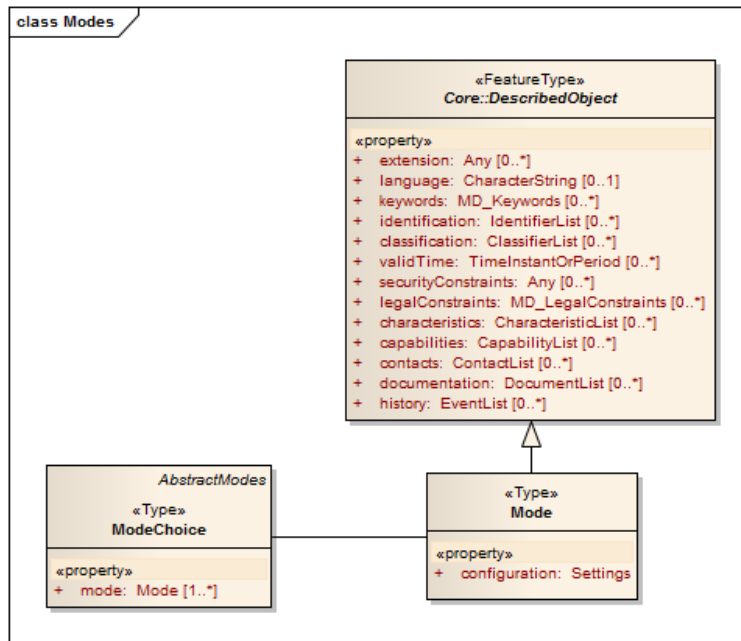 class Modes
«FeatureType»
Core::DescribedObject
«property»
+ extension: Any [0..*]
+ language: CharacterString [0..1]
+ keywords: MD_Keywords [0..*]
+ identification: IdentifierList [0..*]
+ classification: ClassifierList [0..*]
+ validTime: TimeInstantOrPeriod [0..*]
+ securityConstraints: Any [0..*]
+ legalConstraints: MD_LegalConstraints [0..*]
+ characteristics: CharacteristicList [0..*]
+ capabilities: CapabilityList [0..*]
+ contacts: ContactList [0..*]
+ documentation: DocumentList [0..*]
+ history: EventList [0..*]
AbstractModes
«Type»
ModeChoice
«property»
+ mode: Mode [1..*]
«Type»
Mode
«property»
+ configuration: Settings